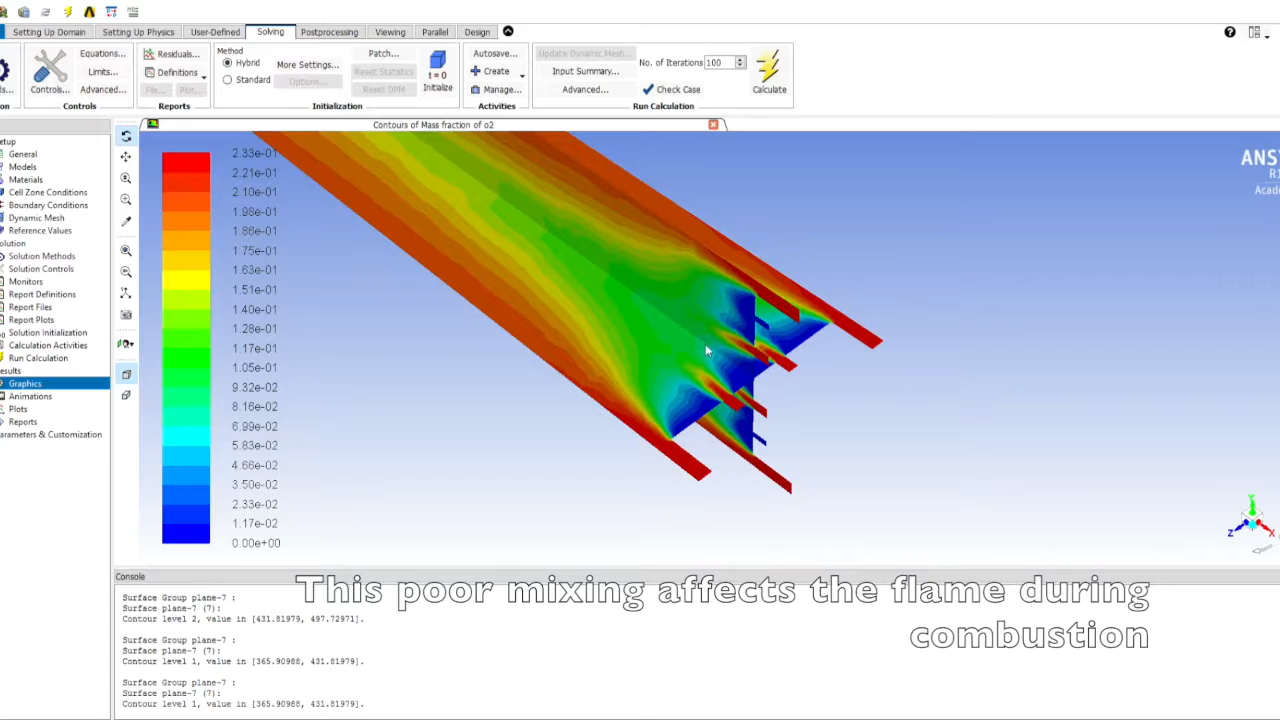 Setting Up Domain Setting Up Physics User-Defined Solving Postprocessing Viewing Parallel Design
Controls...
Equations...
Limits...
Advanced...
Controls
Residuals...
Definitions
File... Plot...
Reports
Method
Hybrid
Standard
More Settings...
Options...
Patch...
Reset Statistics
Reset DPM
t = 0
Initialize
Initialization
Autosave...
Create
Manage...
Activities
Update Dynamic Mesh...
Input Summary...
Advanced...
No. of Iterations 100
Check Case
Calculate
Run Calculation
Contours of Mass fraction of o2
etup
General
Models
Materials
Cell Zone Conditions
Boundary Conditions
Dynamic Mesh
Reference Values
olution
Solution Methods
Solution Controls
Monitors
Report Definitions
Report Files
Report Plots
Solution Initialization
Calculation Activities
Run Calculation
esults
Graphics
Animations
Plots
Reports
arameters & Customization
2.33e-01
2.21e-01
2.10e-01
1.98e-01
1.86e-01
1.75e-01
1.63e-01
1.51e-01
1.40e-01
1.28e-01
1.17e-01
1.05e-01
9.32e-02
8.16e-02
6.99e-02
5.83e-02
4.66e-02
3.50e-02
2.33e-02
1.17e-02
0.00e+00
ANS
R1
Acade
Y
Z X
Console
Surface Group plane-7 :
Surface plane-7 (7):
Contour level 2, value in [431.81979, 497.72971].
Surface Group plane-7 :
Surface plane-7 (7):
Contour level 1, value in [365.90988, 431.81979].
Surface Group plane-7 :
Surface plane-7 (7):
Contour level 1, value in [365.90988, 431.81979].
This poor mixing affects the flame during
combustion